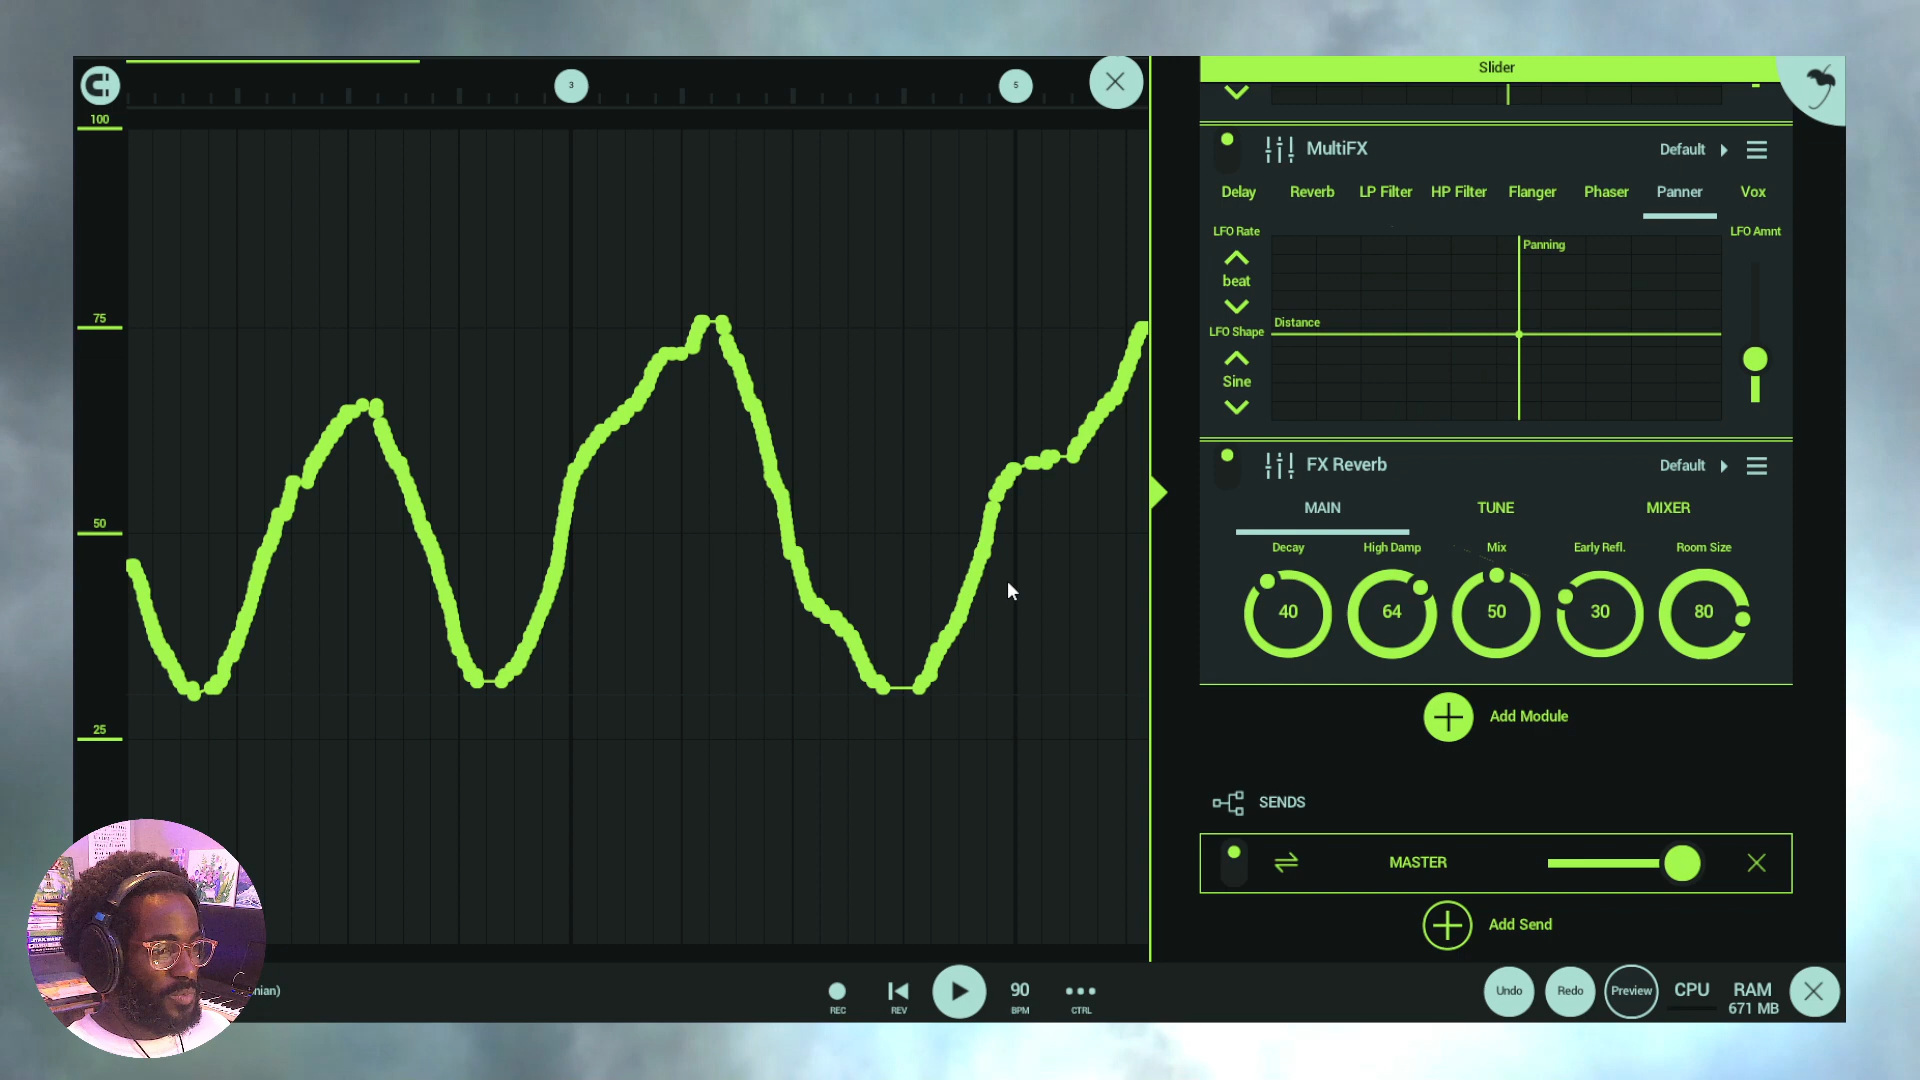 Slider
3
5
100
75
50
25
MultiFX
Default
Delay
Reverb
LP Filter
HP Filter
Flanger
Phaser
Panner
Vox
LFO Rate
beat
LFO Shape
Sine
Panning
Distance
LFO Amnt
FX Reverb
Default
MAIN
TUNE
MIXER
Decay
High Damp
Mix
Early Refl.
Room Size
40
64
50
30
80
Add Module
SENDS
MASTER
Add Send
nian)
REC
REV
90
BPM
CTRL
Undo
Redo
Preview
CPU
RAM
671 MB